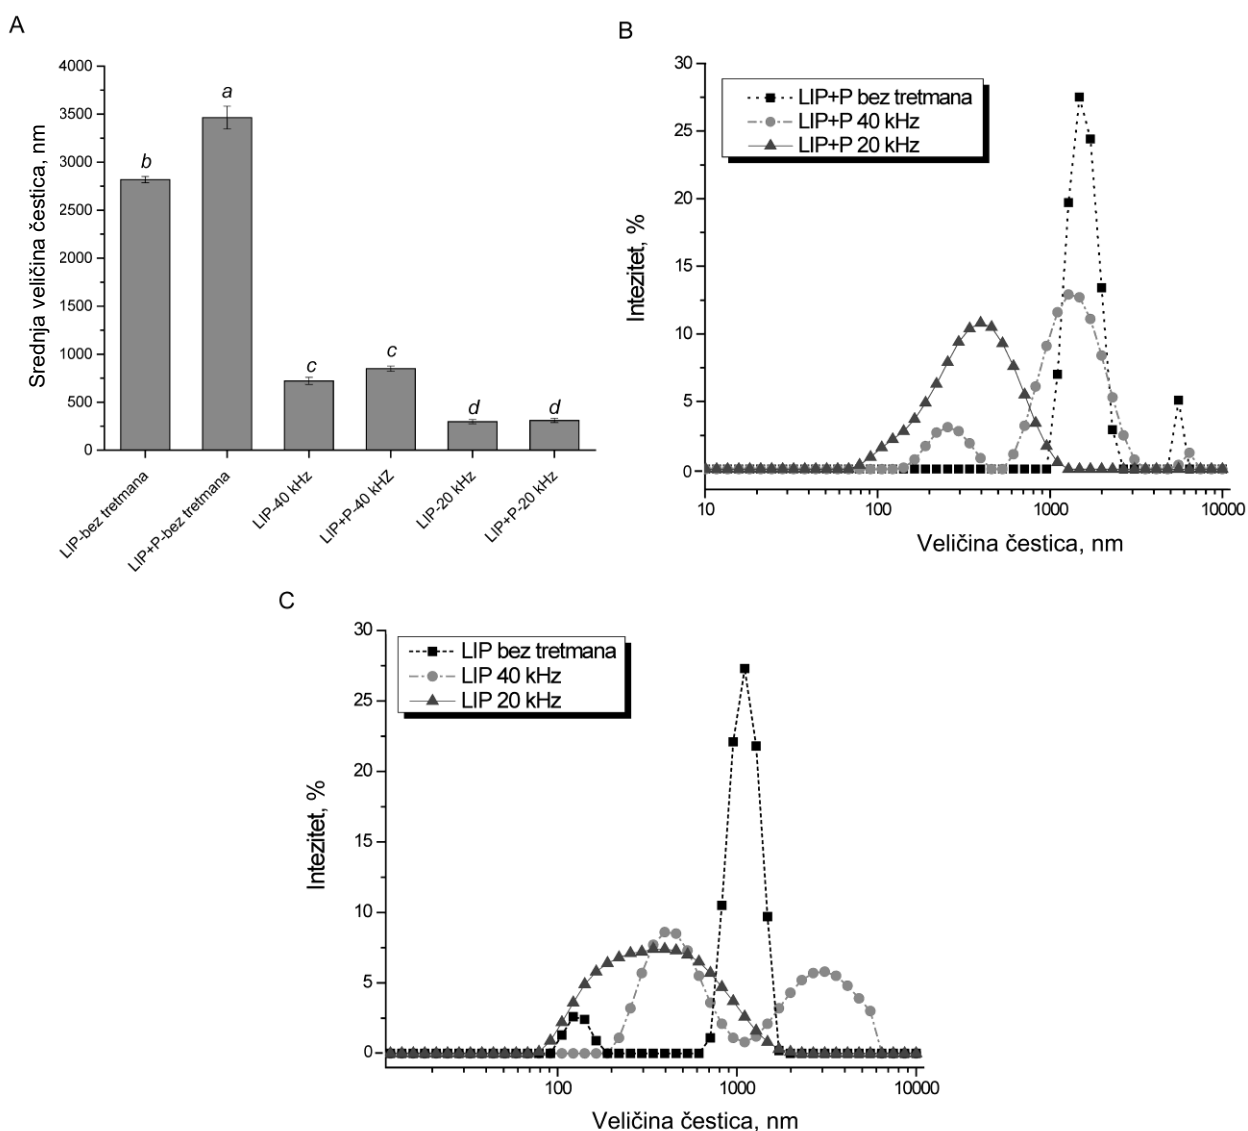 A
4000
3500
3000
2500
2000
1500
1000
500
0
Srednja veličina čestica, nm
b
a
c
c
d
d
LIP-bez tretmana
LIP+P-bez tretmana
LIP-40 kHz
LIP+P-40 kHZ
LIP-20 kHz
LIP+P-20 kHz
B
30
25
20
15
10
5
0
Intezitet, %
LIP+P bez tretmana
LIP+P 40 kHz
LIP+P 20 kHz
10
100
1000
10000
Veličina čestica, nm
C
30
25
20
15
10
5
0
Intezitet, %
LIP bez tretmana
LIP 40 kHz
LIP 20 kHz
100
1000
10000
Veličina čestica, nm